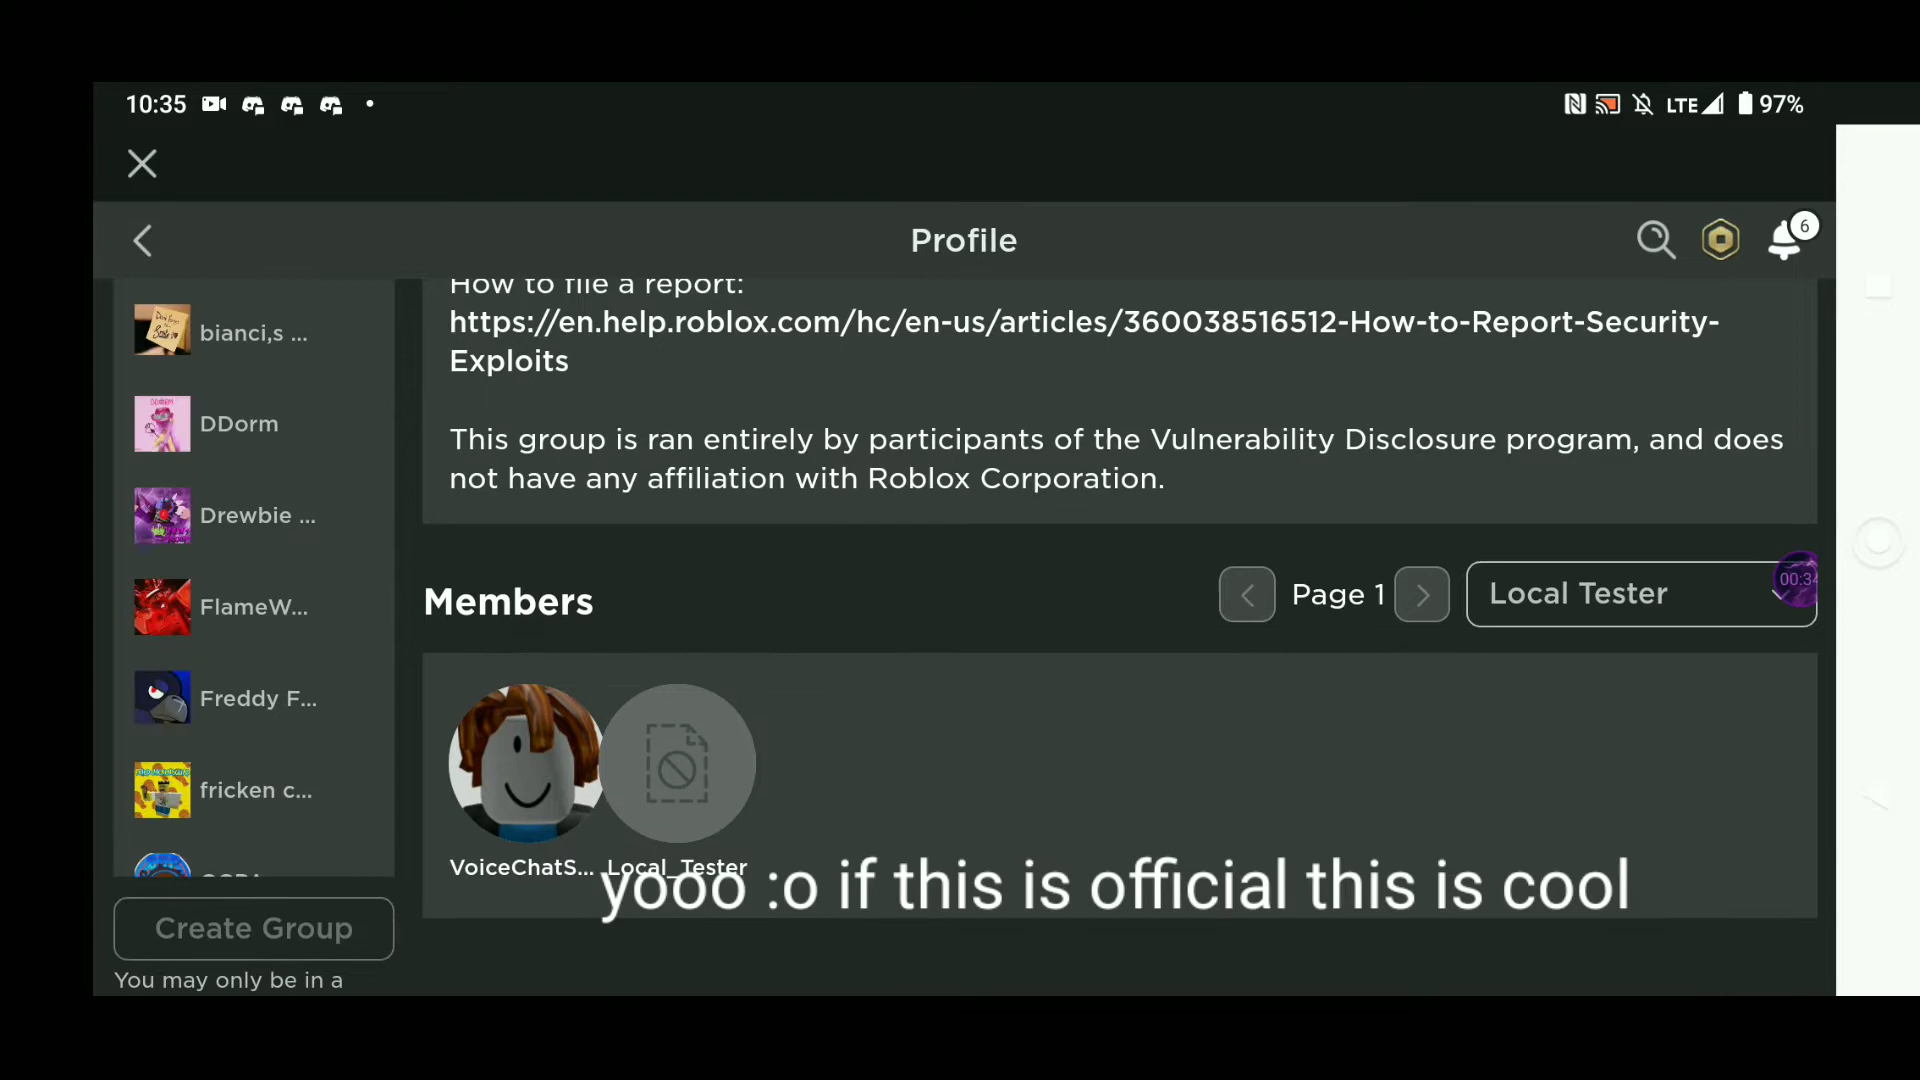 10:35
LTE 97%
Profile
6
bianci,s ...
DDorm
Drewbie ...
FlameW...
Freddy F...
fricken c...
Create Group
You may only be in a
How to file a report:
https://en.help.roblox.com/hc/en-us/articles/360038516512-How-to-Report-Security-
Exploits
This group is ran entirely by participants of the Vulnerability Disclosure program, and does
not have any affiliation with Roblox Corporation.
Members
Page 1
Local Tester
VoiceChatS...
Local_Tester
yooo :o if this is official this is cool